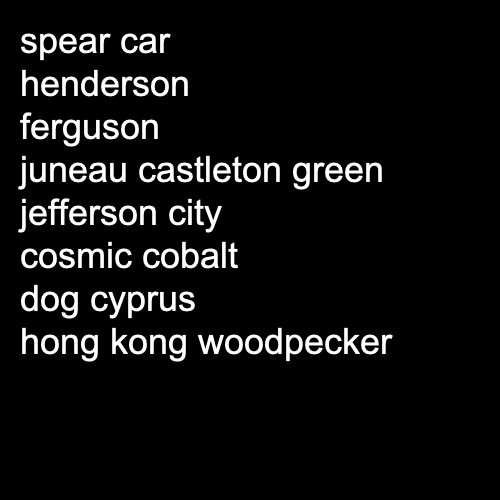 spear car
henderson
ferguson
juneau castleton green
jefferson city
cosmic cobalt
dog cyprus
hong kong woodpecker